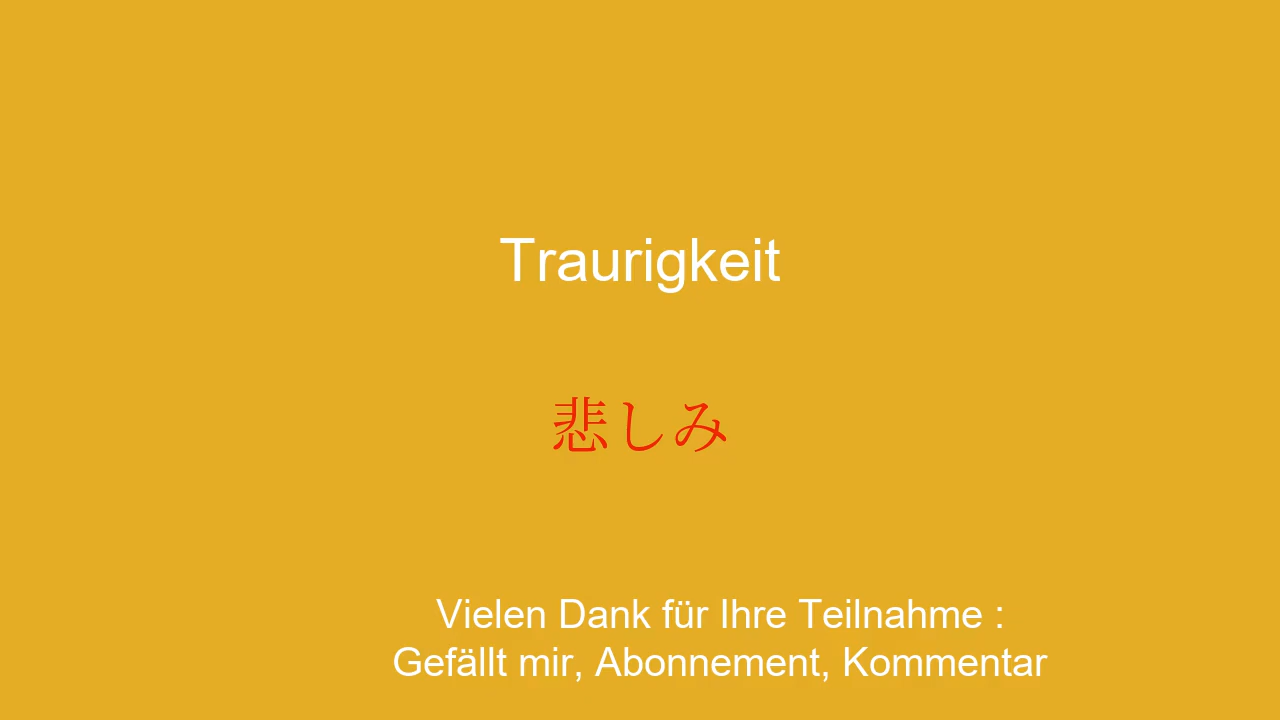 Traurigkeit
悲しみ
Vielen Dank für Ihre Teilnahme :
Gefällt mir, Abonnement, Kommentar